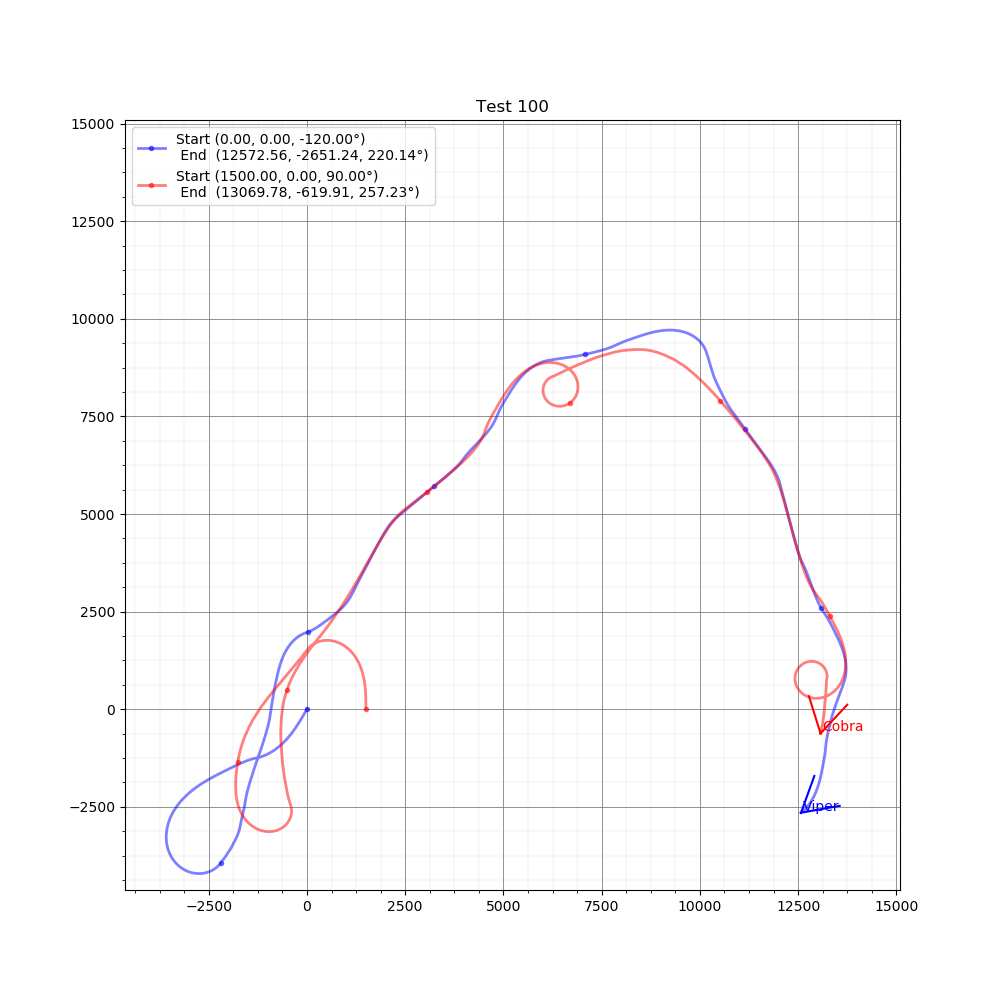 Test 100
Start (0.00, 0.00, -120.00°)
End  (12572.56, -2651.24, 220.14°)
Start (1500.00, 0.00, 90.00°)
End  (13069.78, -619.91, 257.23°)
15000
12500
10000
7500
5000
2500
0
−2500
Cobra
Viper
−2500 0 2500 5000 7500 10000 12500 15000